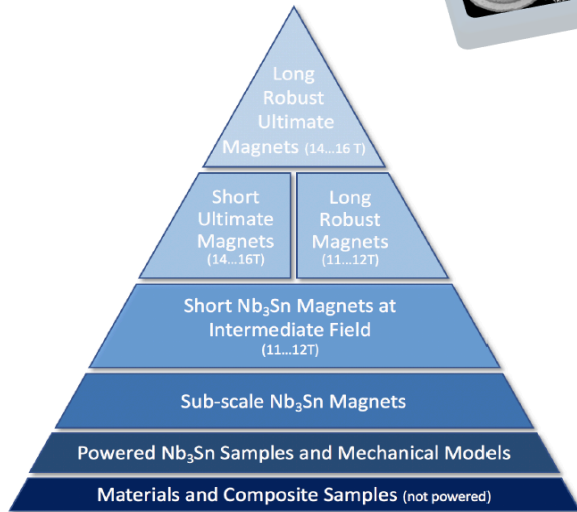 Long
Robust
Ultimate
Magnets (14...16 T)
Short
Ultimate
Magnets
(14...16T)
Long
Robust
Magnets
(11...12T)
Short Nb₃Sn Magnets at
Intermediate Field
(11...12T)
Sub-scale Nb₃Sn Magnets
Powered Nb₃Sn Samples and Mechanical Models
Materials and Composite Samples (not powered)